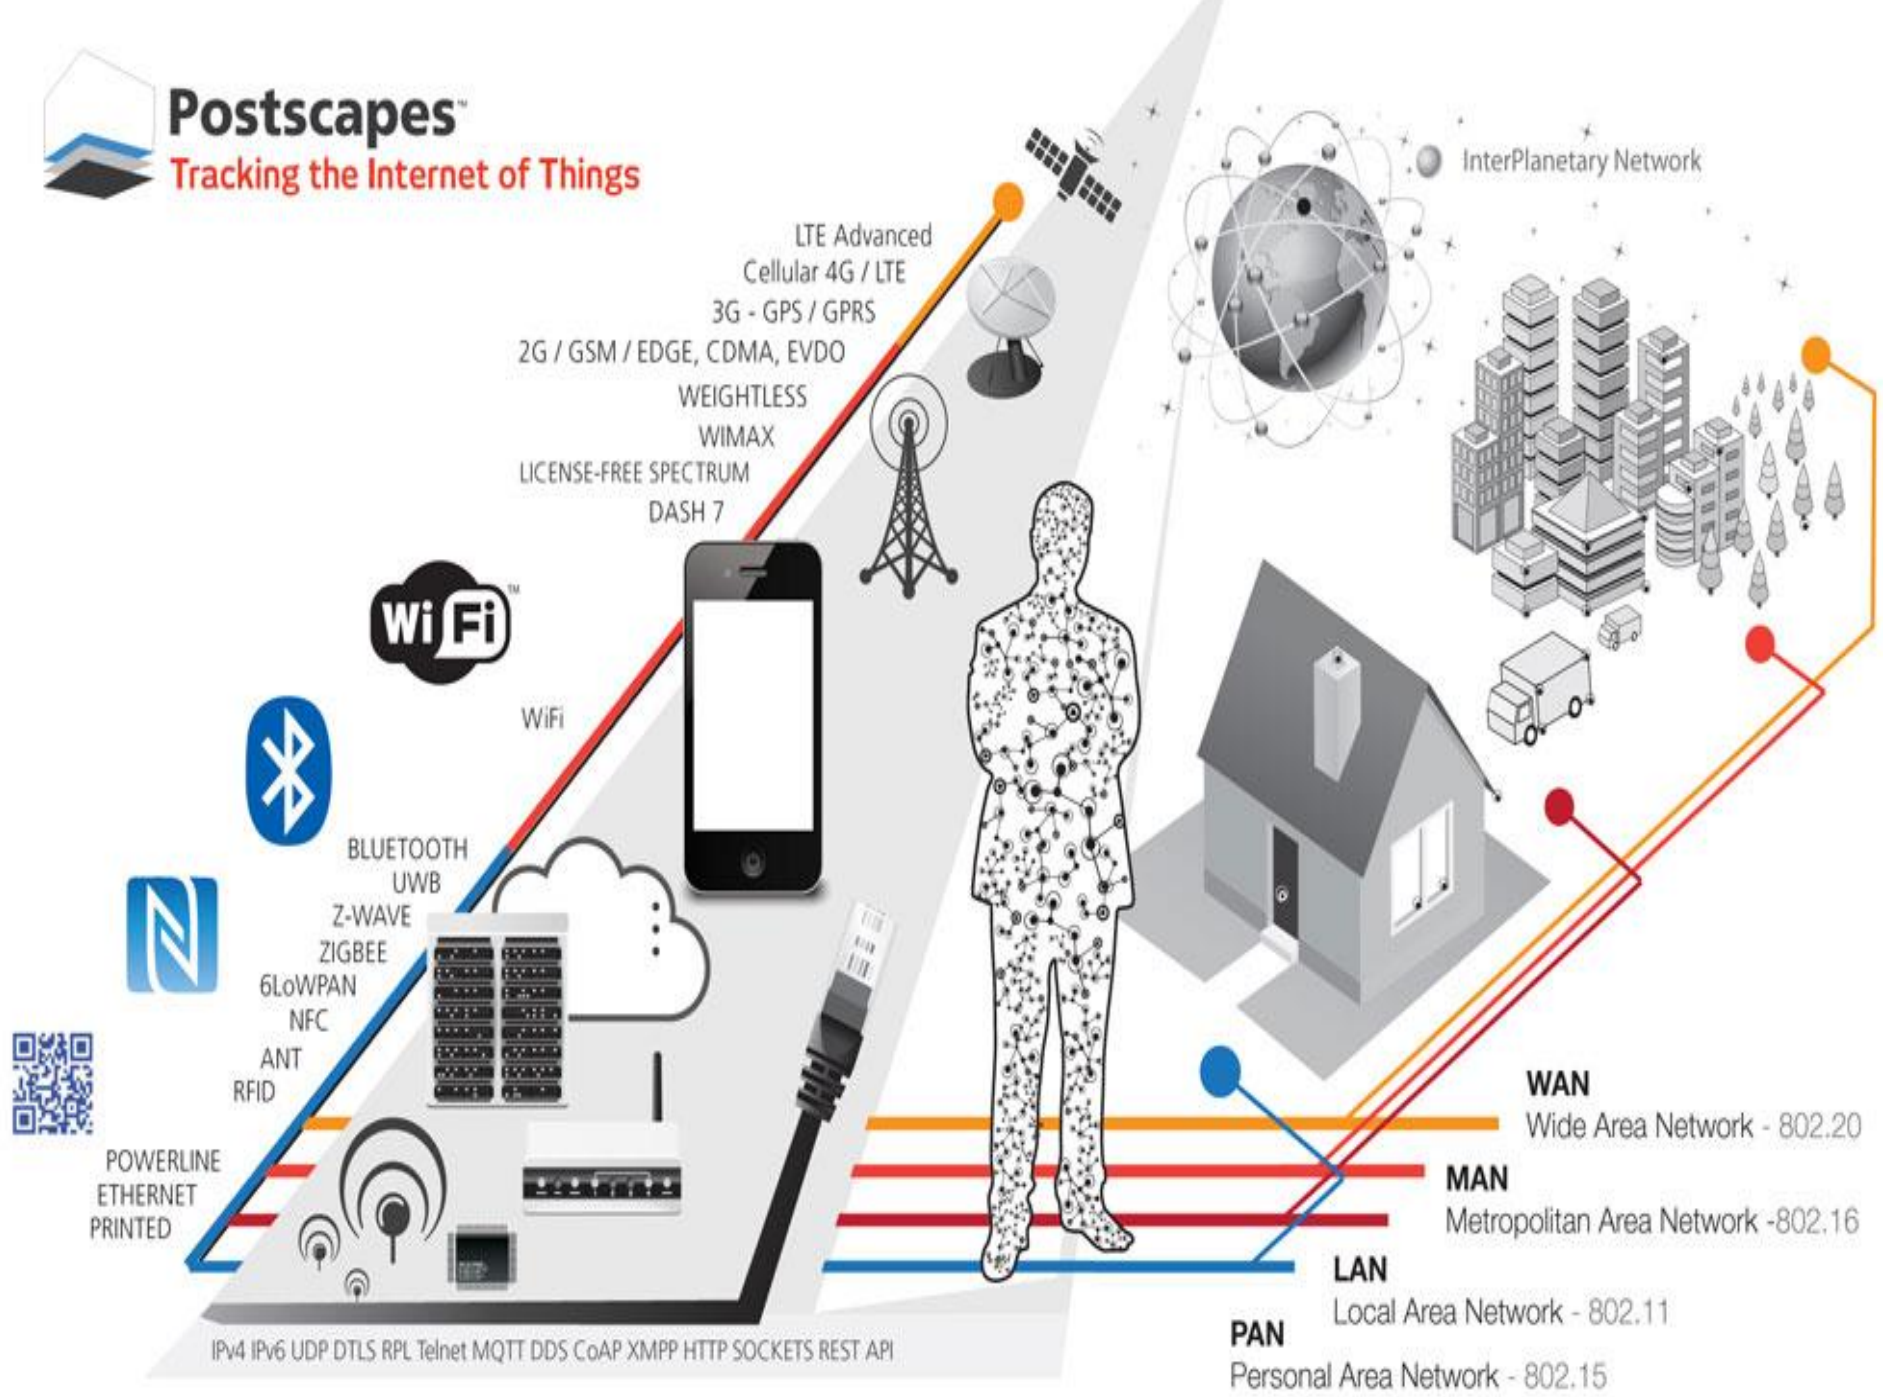 Postscapes™
Tracking the Internet of Things
InterPlanetary Network
LTE Advanced
Cellular 4G / LTE
3G - GPS / GPRS
2G / GSM / EDGE, CDMA, EVDO
WEIGHTLESS
WIMAX
LICENSE-FREE SPECTRUM
DASH 7
WiFi™
WiFi
BLUETOOTH
UWB
Z-WAVE
ZIGBEE
6LoWPAN
NFC
ANT
RFID
POWERLINE
ETHERNET
PRINTED
WAN
Wide Area Network - 802.20
MAN
Metropolitan Area Network -802.16
LAN
Local Area Network - 802.11
PAN
Personal Area Network - 802.15
IPv4 IPv6 UDP DTLS RPL Telnet MQTT DDS CoAP XMPP HTTP SOCKETS REST API